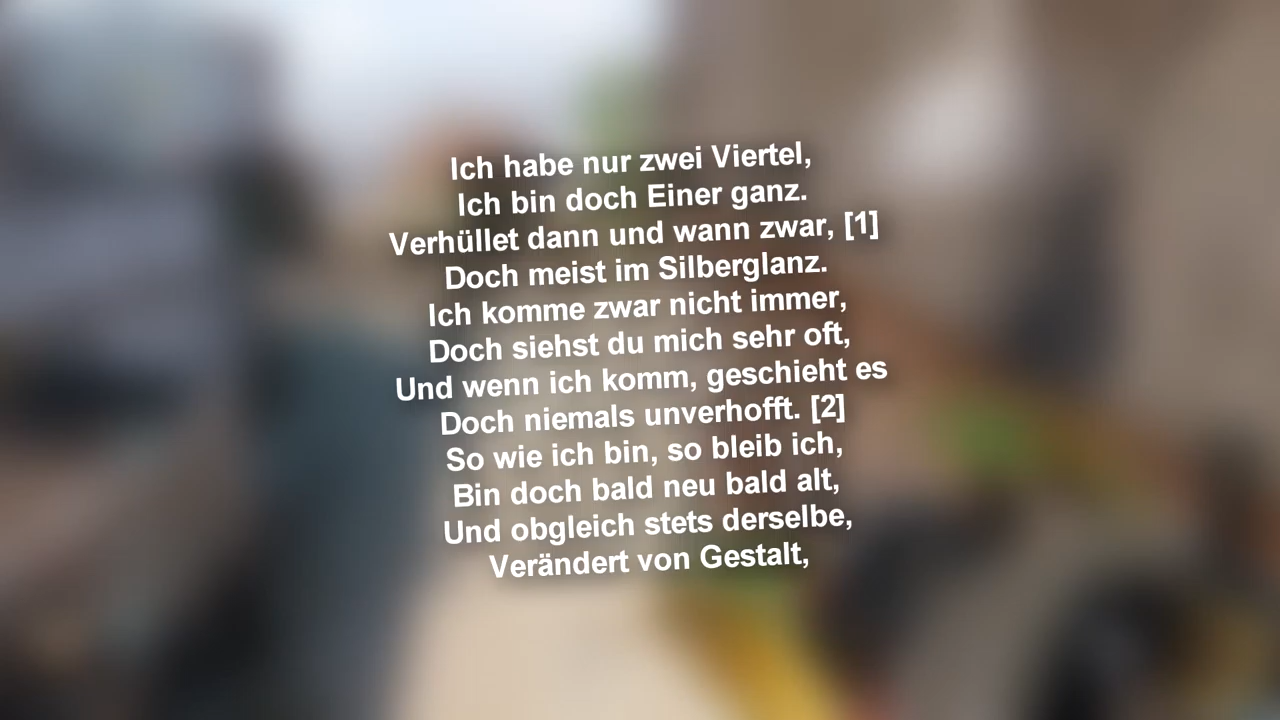 Ich habe nur zwei Viertel,
Ich bin doch Einer ganz.
Verhüllet dann und wann zwar, [1]
Doch meist im Silberglanz.
Ich komme zwar nicht immer,
Doch siehst du mich sehr oft,
Und wenn ich komm, geschieht es
Doch niemals unverhofft. [2]
So wie ich bin, so bleib ich,
Bin doch bald neu bald alt,
Und obgleich stets derselbe,
Verändert von Gestalt,